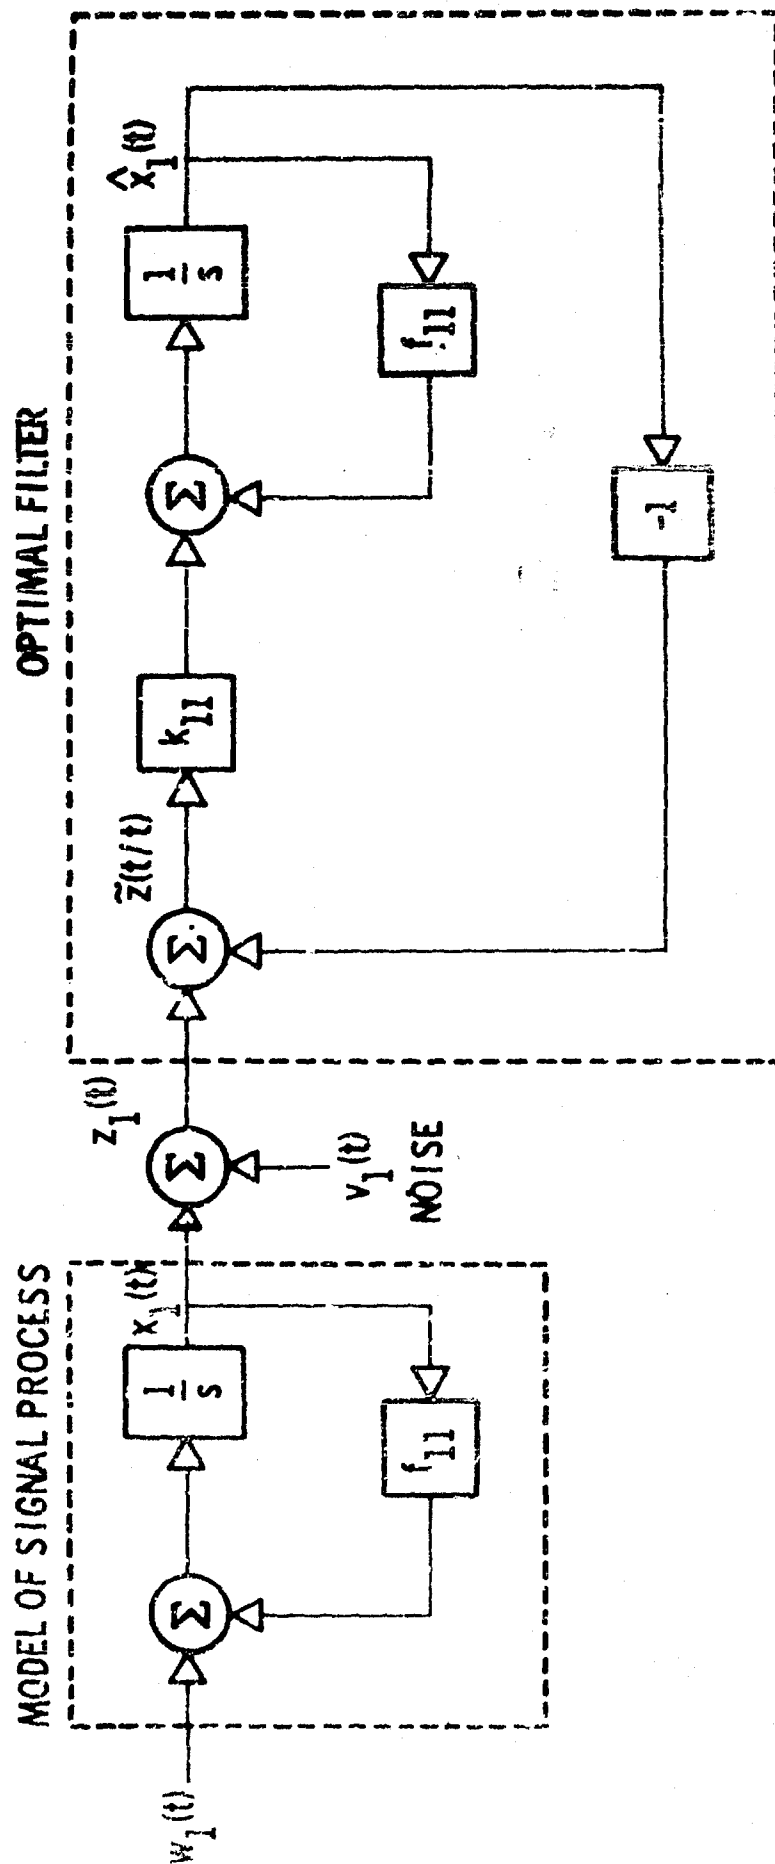 MODEL OF SIGNAL PROCESS
OPTIMAL FILTER
w₁(t)
Σ
1/s
x₁(t)
f₁₁
Σ
v₁(t)
NOISE
z₁(t)
Σ
z̃(t/t)
k₁₁
Σ
1/s
x̂₁(t)
f₁₁
-1